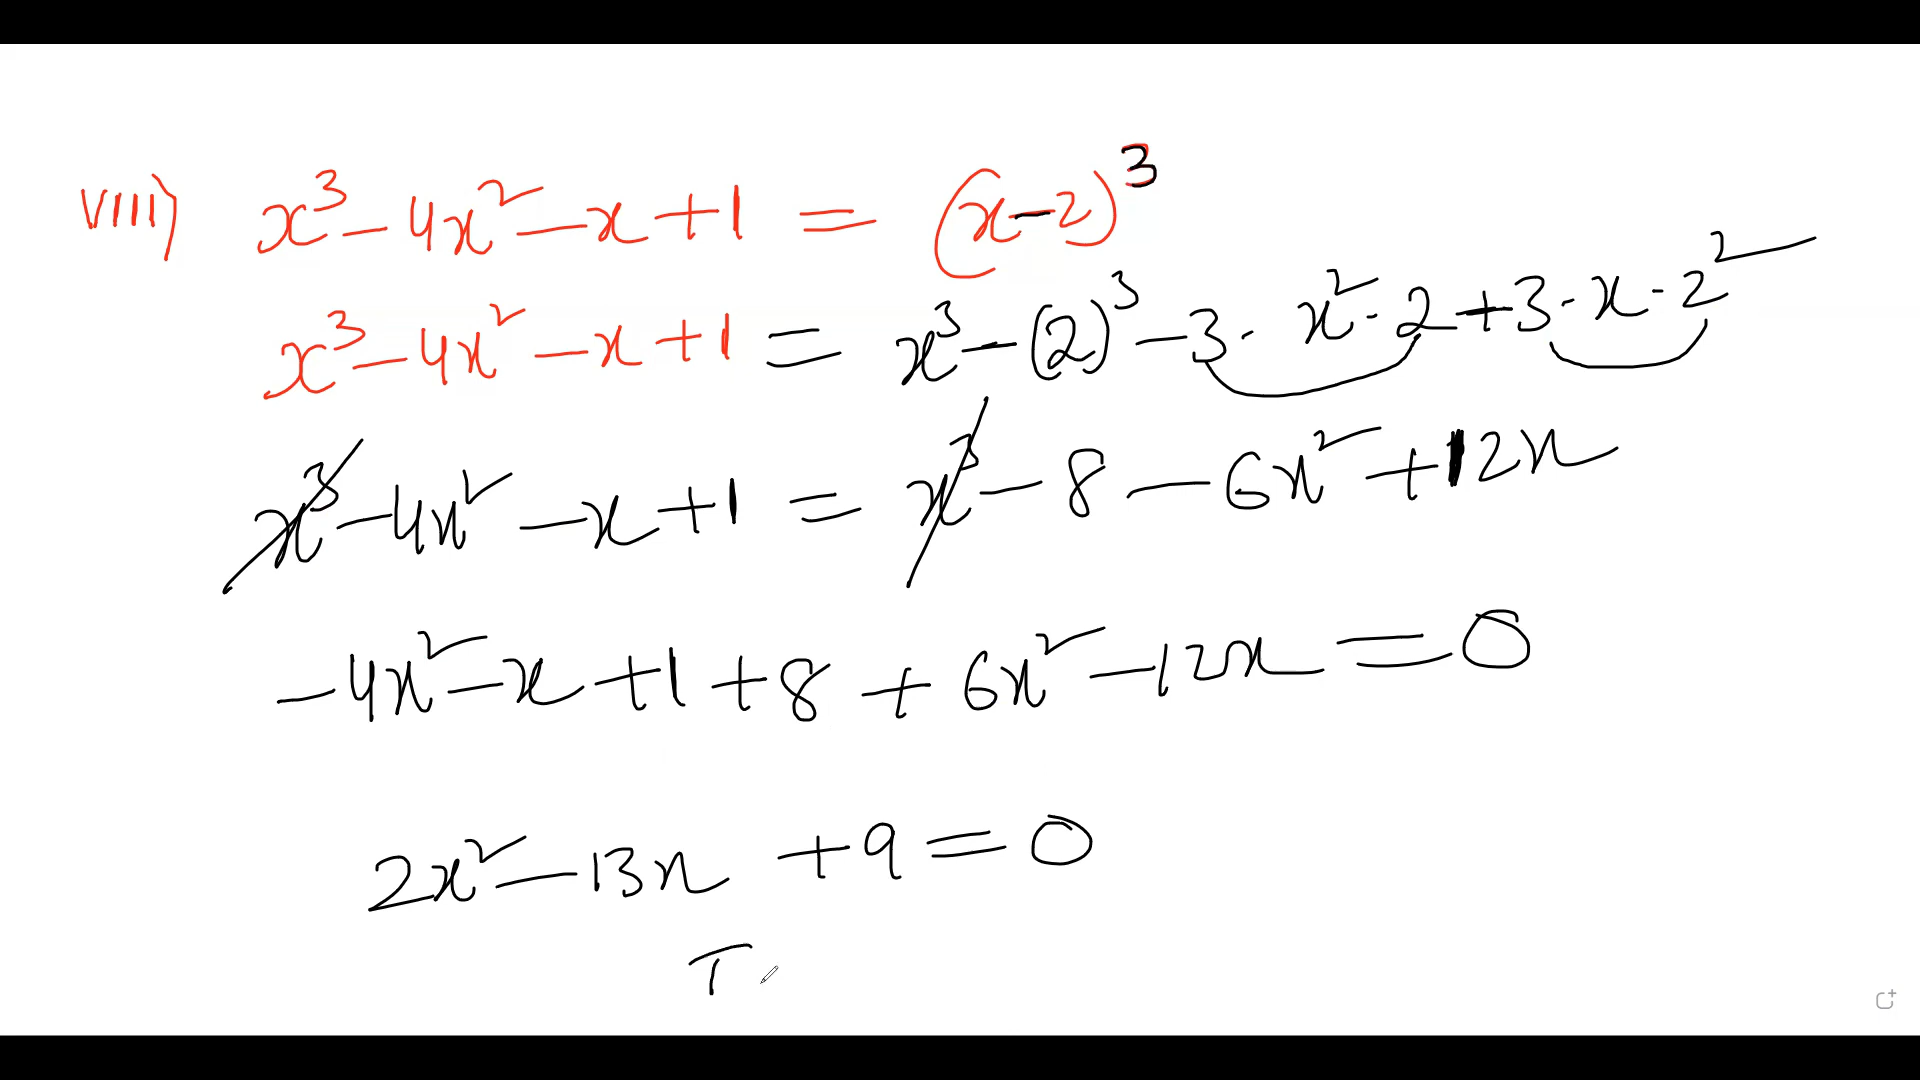 VIII) x³ - 4x² - x + 1 = (x-2)³
x³ - 4x² - x + 1 = x³ - (2)³ - 3 · x² · 2 + 3 · x · 2²
x³ - 4x² - x + 1 = x³ - 8 - 6x² + 12x
- 4x² - x + 1 + 8 + 6x² - 12x = 0
2x² - 13x + 9 = 0
T